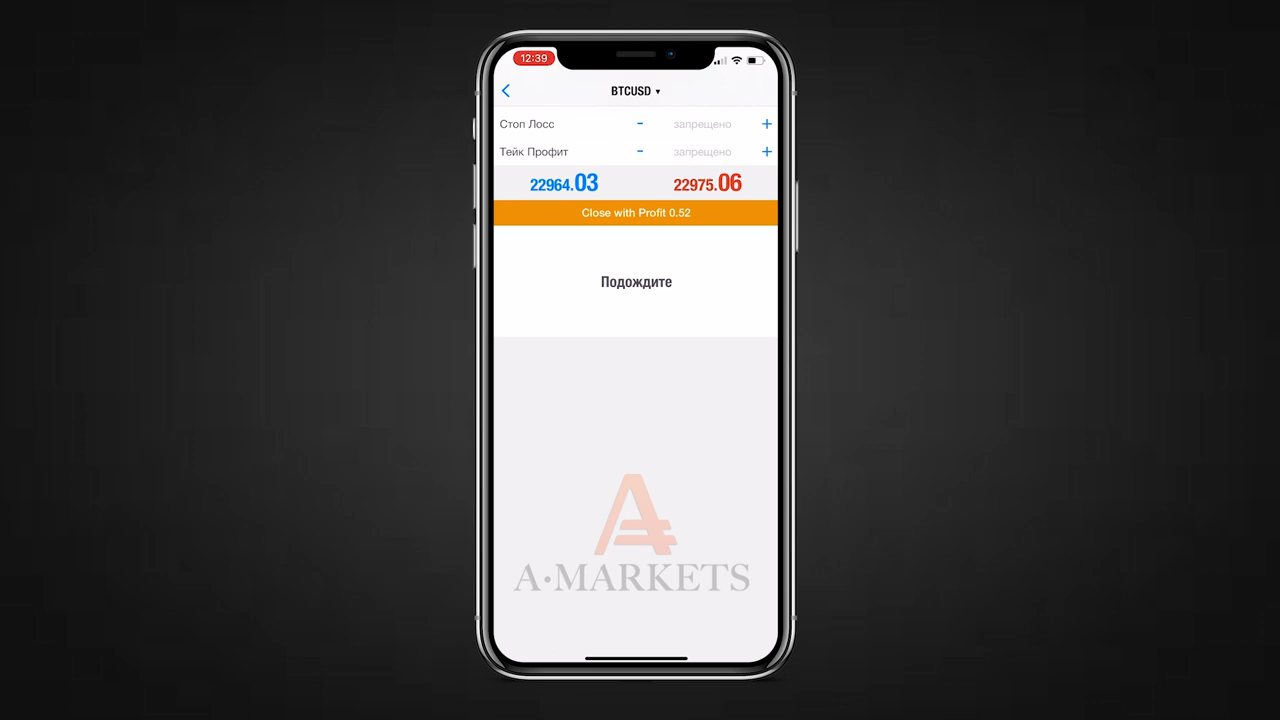 12:39
BTCUSD ▾
Стоп Лосс - запрещено +
Тейк Профит - запрещено +
22964.03 22975.06
Close with Profit 0.52
Подождите
A•MARKETS